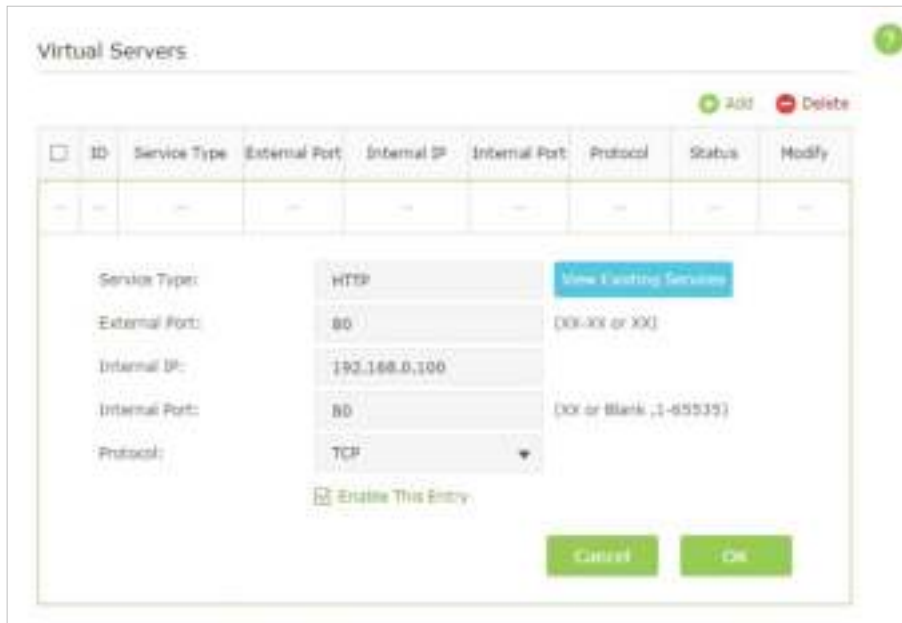 Virtual Servers
?
Add Delete
ID Service Type External Port Internal IP Internal Port Protocol Status Modify
-- -- -- -- -- -- -- -- --
Service Type: HTTP View Existing Services
External Port: 80 (XX-XX or XX)
Internal IP: 192.168.0.100
Internal Port: 80 (XX or Blank ,1-65535)
Protocol: TCP
Enable This Entry
Cancel OK